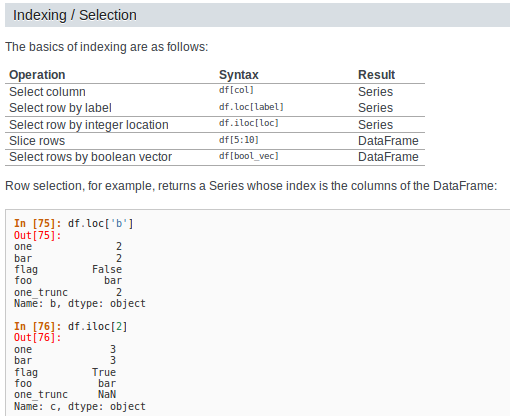 Indexing / Selection
The basics of indexing are as follows:
Operation Syntax Result
Select column df[col] Series
Select row by label df.loc[label] Series
Select row by integer location df.iloc[loc] Series
Slice rows df[5:10] DataFrame
Select rows by boolean vector df[bool_vec] DataFrame
Row selection, for example, returns a Series whose index is the columns of the DataFrame:
In [75]: df.loc['b']
Out[75]:
one 2
bar 2
flag False
foo bar
one_trunc 2
Name: b, dtype: object
In [76]: df.iloc[2]
Out[76]:
one 3
bar 3
flag True
foo bar
one_trunc NaN
Name: c, dtype: object